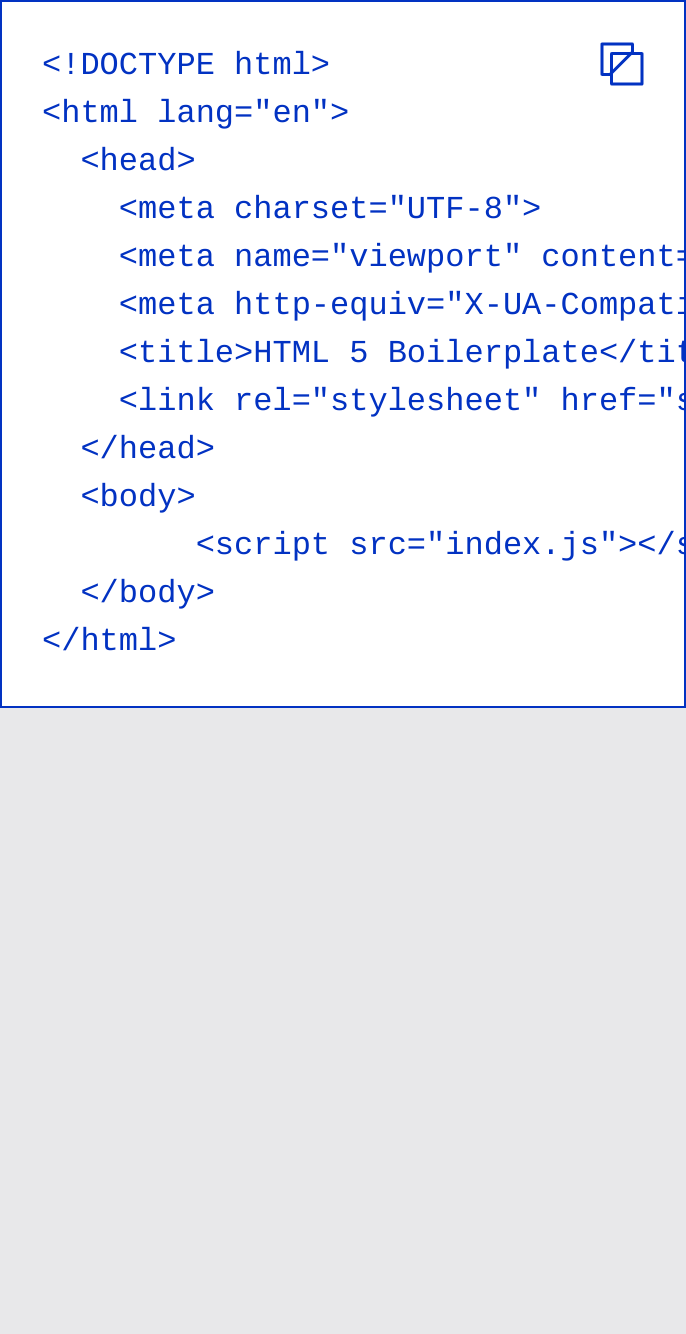 <!DOCTYPE html>
<html lang="en">
  <head>
    <meta charset="UTF-8">
    <meta name="viewport" content=
    <meta http-equiv="X-UA-Compati
    <title>HTML 5 Boilerplate</tit
    <link rel="stylesheet" href="s
  </head>
  <body>
        <script src="index.js"></s
  </body>
</html>